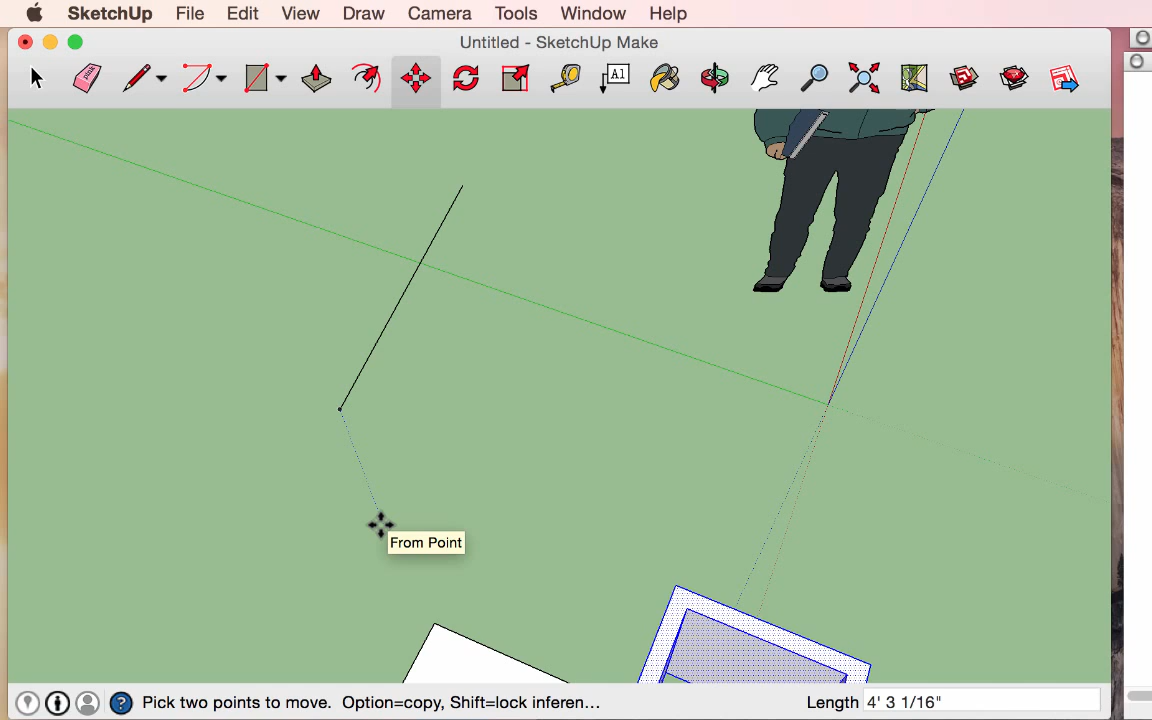 SketchUp File Edit View Draw Camera Tools Window Help
Untitled - SketchUp Make
A1
From Point
Pick two points to move. Option=copy, Shift=lock inferen... Length 4' 3 1/16"